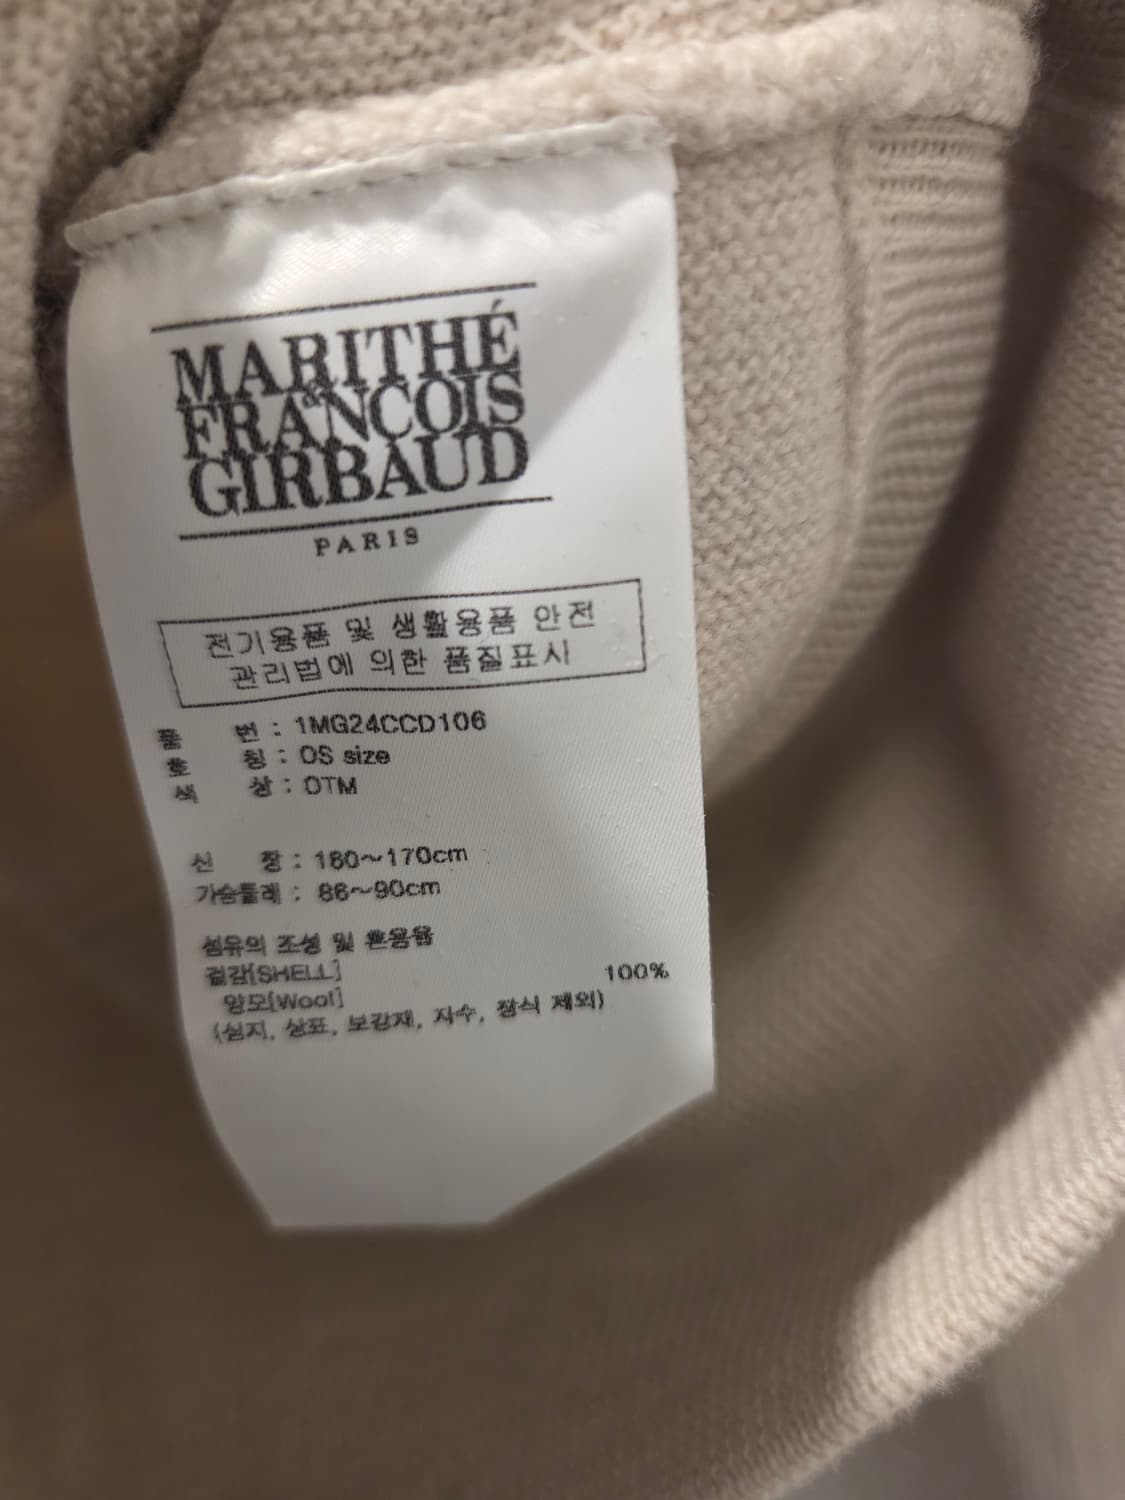 MARITHÉ
&
FRANCOIS
GIRBAUD
PARIS
전기용품 및 생활용품 안전
관리법에 의한 품질표시
품 번 : 1MG24CCD106
호 칭 : OS size
색 상 : OTM
신 장 : 160~170cm
가슴둘레 : 86~90cm
섬유의 조성 및 혼용율
겉감[SHELL]
양모[Wool] 100%
(심지, 상표, 보강재, 자수, 장식 제외)